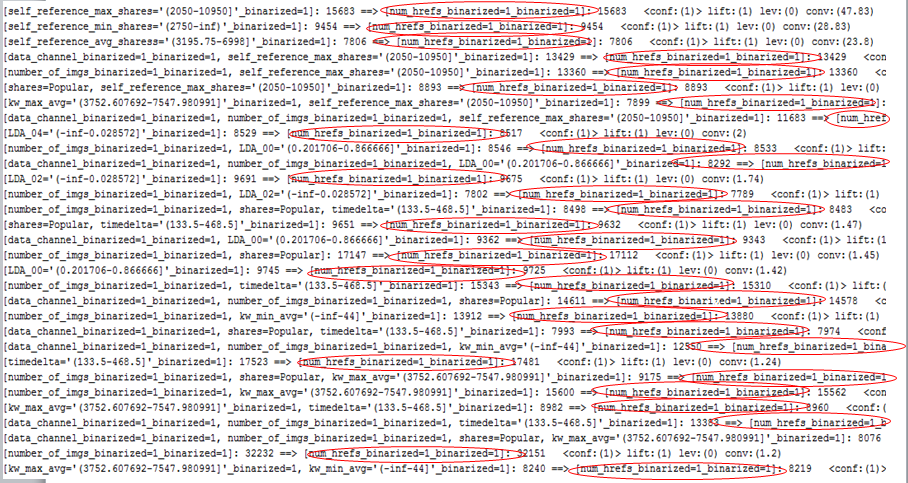 [self_reference_max_shares='(2050-10950]'_binarized=1]: 15683 ==> [num_hrefs_binarized=1_binarized=1]: 15683 <conf:(1)> lift:(1) lev:(0) conv:(47.83)
[self_reference_min_shares='(2750-inf)'_binarized=1]: 9454 ==> [num_hrefs_binarized=1_binarized=1]: 9454 <conf:(1)> lift:(1) lev:(0) conv:(28.83)
[self_reference_avg_sharess='(3195.75-6998]'_binarized=1]: 7806 ==> [num_hrefs_binarized=1_binarized=1]: 7806 <conf:(1)> lift:(1) lev:(0) conv:(23.8)
[data_channel_binarized=1_binarized=1, self_reference_max_shares='(2050-10950]'_binarized=1]: 13429 ==> [num_hrefs_binarized=1_binarized=1]: 13429 <conf:(1)
[number_of_imgs_binarized=1_binarized=1, self_reference_max_shares='(2050-10950]'_binarized=1]: 13360 ==> [num_hrefs_binarized=1_binarized=1]: 13360 <c
[shares=Popular, self_reference_max_shares='(2050-10950]'_binarized=1]: 8893 ==> [num_hrefs_binarized=1_binarized=1]: 8893 <conf:(1)> lift:(1) lev:(0)
[kw_max_avg='(3752.607692-7547.980991]'_binarized=1, self_reference_max_shares='(2050-10950]'_binarized=1]: 7899 ==> [num_hrefs_binarized=1_binarized=1]:
[data_channel_binarized=1_binarized=1, number_of_imgs_binarized=1_binarized=1, self_reference_max_shares='(2050-10950]'_binarized=1]: 11683 ==> [num_href
[LDA_04='(-inf-0.028572]'_binarized=1]: 8529 ==> [num_hrefs_binarized=1_binarized=1]: 8517 <conf:(1)> lift:(1) lev:(0) conv:(2)
[number_of_imgs_binarized=1_binarized=1, LDA_00='(0.201706-0.866666]'_binarized=1]: 8546 ==> [num_hrefs_binarized=1_binarized=1]: 8533 <conf:(1)> lift:
[data_channel_binarized=1_binarized=1, number_of_imgs_binarized=1_binarized=1, LDA_00='(0.201706-0.866666]'_binarized=1]: 8292 ==> [num_hrefs_binarized=1
[LDA_02='(-inf-0.028572]'_binarized=1]: 9691 ==> [num_hrefs_binarized=1_binarized=1]: 9675 <conf:(1)> lift:(1) lev:(0) conv:(1.74)
[number_of_imgs_binarized=1_binarized=1, LDA_02='(-inf-0.028572]'_binarized=1]: 7802 ==> [num_hrefs_binarized=1_binarized=1]: 7789 <conf:(1)> lift:(1)
[number_of_imgs_binarized=1_binarized=1, shares=Popular, timedelta='(133.5-468.5]'_binarized=1]: 8498 ==> [num_hrefs_binarized=1_binarized=1]: 8483 <c
[shares=Popular, timedelta='(133.5-468.5]'_binarized=1]: 9651 ==> [num_hrefs_binarized=1_binarized=1]: 9632 <conf:(1)> lift:(1) lev:(0) conv:(1.47)
[data_channel_binarized=1_binarized=1, LDA_00='(0.201706-0.866666]'_binarized=1]: 9362 ==> [num_hrefs_binarized=1_binarized=1]: 9343 <conf:(1)> lift:(1
[number_of_imgs_binarized=1_binarized=1, shares=Popular]: 17147 ==> [num_hrefs_binarized=1_binarized=1]: 17112 <conf:(1)> lift:(1) lev:(0) conv:(1.45)
[LDA_00='(0.201706-0.866666]'_binarized=1]: 9745 ==> [num_hrefs_binarized=1_binarized=1]: 9725 <conf:(1)> lift:(1) lev:(0) conv:(1.42)
[number_of_imgs_binarized=1_binarized=1, timedelta='(133.5-468.5]'_binarized=1]: 15343 ==> [num_hrefs_binarized=1_binarized=1]: 15310 <conf:(1)> lift:(
[data_channel_binarized=1_binarized=1, number_of_imgs_binarized=1_binarized=1, shares=Popular]: 14611 ==> [num_hrefs_binarized=1_binarized=1]: 14578 <c
[number_of_imgs_binarized=1_binarized=1, kw_min_avg='(-inf-44]'_binarized=1]: 13912 ==> [num_hrefs_binarized=1_binarized=1]: 13880 <conf:(1)> lift:(1)
[data_channel_binarized=1_binarized=1, shares=Popular, timedelta='(133.5-468.5]'_binarized=1]: 7993 ==> [num_hrefs_binarized=1_binarized=1]: 7974 <conf
[data_channel_binarized=1_binarized=1, number_of_imgs_binarized=1_binarized=1, kw_min_avg='(-inf-44]'_binarized=1]: 12550 ==> [num_hrefs_binarized=1_bina
[timedelta='(133.5-468.5]'_binarized=1]: 17523 ==> [num_hrefs_binarized=1_binarized=1]: 17481 <conf:(1)> lift:(1) lev:(0) conv:(1.24)
[number_of_imgs_binarized=1_binarized=1, shares=Popular, kw_max_avg='(3752.607692-7547.980991]'_binarized=1]: 9175 ==> [num_hrefs_binarized=1_binarized=1
[number_of_imgs_binarized=1_binarized=1, kw_max_avg='(3752.607692-7547.980991]'_binarized=1]: 15600 ==> [num_hrefs_binarized=1_binarized=1]: 15562 <co
[kw_max_avg='(3752.607692-7547.980991]'_binarized=1, timedelta='(133.5-468.5]'_binarized=1]: 8982 ==> [num_hrefs_binarized=1_binarized=1]: 8960 <conf:(
[data_channel_binarized=1_binarized=1, number_of_imgs_binarized=1_binarized=1, timedelta='(133.5-468.5]'_binarized=1]: 13383 ==> [num_hrefs_binarized=1_b
[data_channel_binarized=1_binarized=1, number_of_imgs_binarized=1_binarized=1, shares=Popular, kw_max_avg='(3752.607692-7547.980991]'_binarized=1]: 8076
[number_of_imgs_binarized=1_binarized=1]: 32232 ==> [num_hrefs_binarized=1_binarized=1]: 32151 <conf:(1)> lift:(1) lev:(0) conv:(1.2)
[kw_max_avg='(3752.607692-7547.980991]'_binarized=1, kw_min_avg='(-inf-44]'_binarized=1]: 8240 ==> [num_hrefs_binarized=1_binarized=1]: 8219 <conf:(1)>